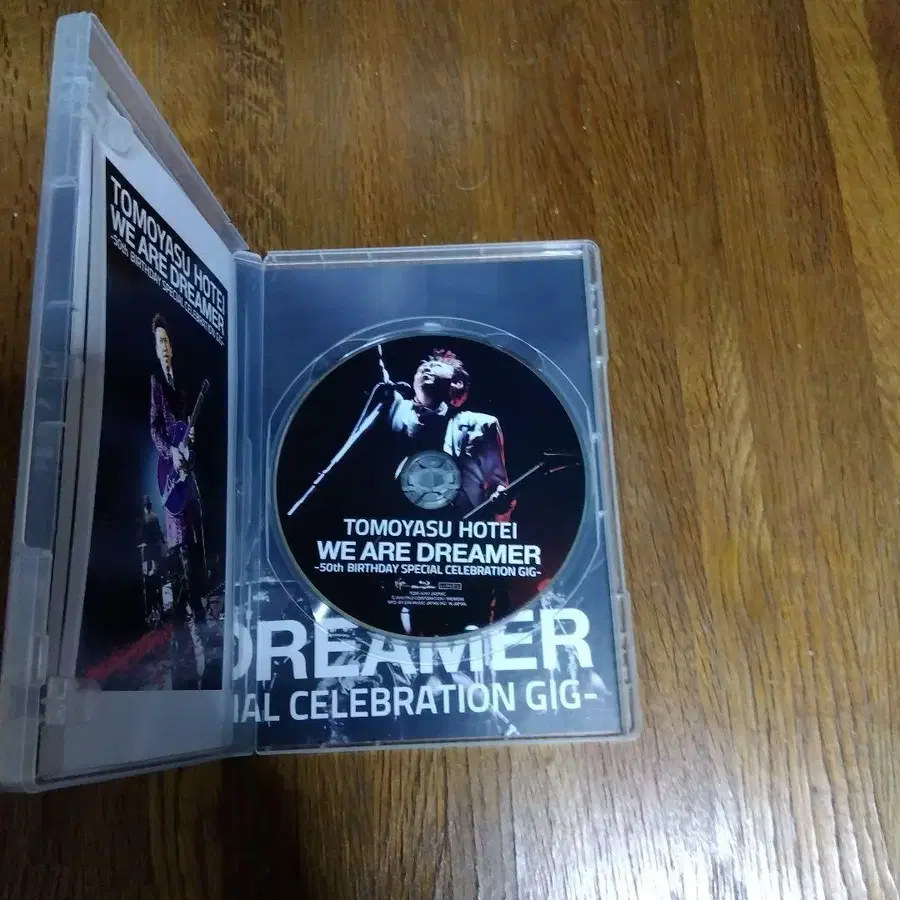 TOMOYASU HOTEI
WE ARE DREAMER
-50th BIRTHDAY SPECIAL CELEBRATION GIG-
TOMOYASU HOTEI
WE ARE DREAMER
-50th BIRTHDAY SPECIAL CELEBRATION GIG-
DREAMER
IAL CELEBRATION GIG-